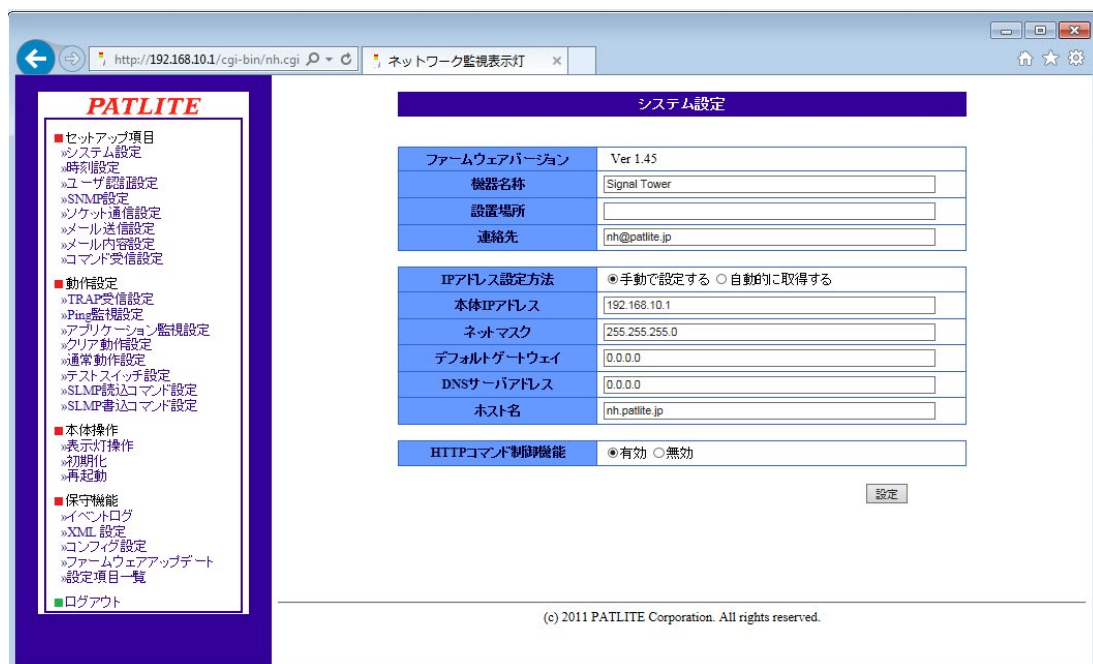 http://192.168.10.1/cgi-bin/nh.cgi
ネットワーク監視表示灯
PATLITE
■セットアップ項目
»システム設定
»時刻設定
»ユーザ認証設定
»SNMP設定
»ソケット通信設定
»メール送信設定
»メール内容設定
»コマンド受信設定
■動作設定
»TRAP受信設定
»Ping監視設定
»アプリケーション監視設定
»クリア動作設定
»通常動作設定
»テストスイッチ設定
»SLMP読込コマンド設定
»SLMP書込コマンド設定
■本体操作
»表示灯操作
»初期化
»再起動
■保守機能
»イベントログ
»XML 設定
»コンフィグ設定
»ファームウェアアップデート
»設定項目一覧
■ログアウト
システム設定
ファームウェアバージョン Ver 1.45
機器名称 Signal Tower
設置場所
連絡先 nh@patlite.jp
IPアドレス設定方法 ◉手動で設定する ○自動的に取得する
本体IPアドレス 192.168.10.1
ネットマスク 255.255.255.0
デフォルトゲートウェイ 0.0.0.0
DNSサーバアドレス 0.0.0.0
ホスト名 nh.patlite.jp
HTTPコマンド制御機能 ◉有効 ○無効
設定
(c) 2011 PATLITE Corporation. All rights reserved.